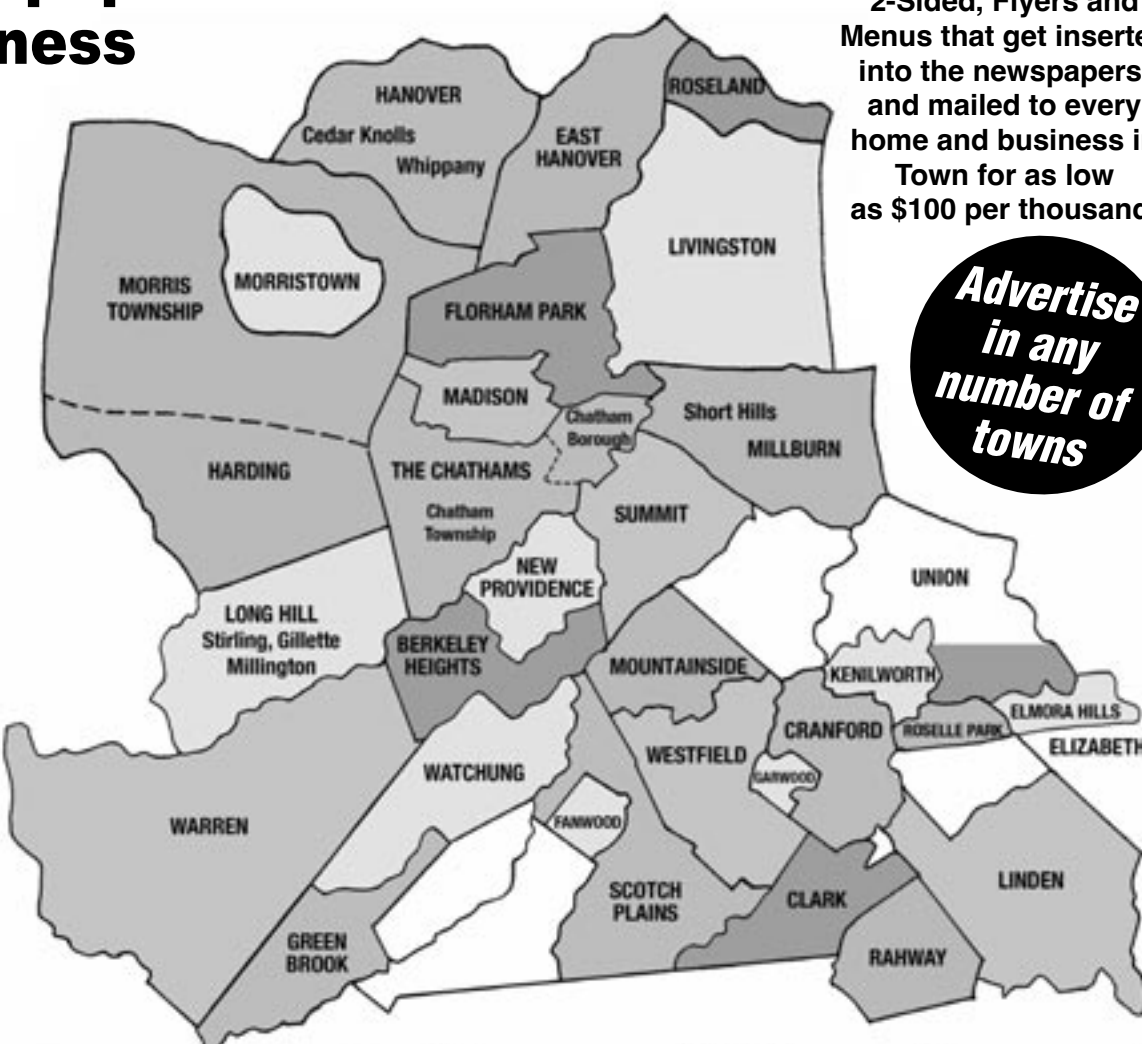 ness
2-Sided, Flyers and
Menus that get inserte
into the newspapers
and mailed to every
home and business i
Town for as low
as $100 per thousand
Advertise
in any
number of
towns
HANOVER
Cedar Knolls
Whippany
EAST
HANOVER
ROSELAND
LIVINGSTON
MORRIS
TOWNSHIP
MORRISTOWN
FLORHAM PARK
MADISON
Chatham
Borough
Short Hills
MILLBURN
HARDING
THE CHATHAMS
Chatham
Township
SUMMIT
NEW
PROVIDENCE
UNION
LONG HILL
Stirling, Gillette
Millington
BERKELEY
HEIGHTS
MOUNTAINSIDE
KENILWORTH
ELMORA HILLS
CRANFORD
ROSELLE PARK
ELIZABETH
WESTFIELD
WATCHUNG
GARWOOD
WARREN
FANWOOD
SCOTCH
PLAINS
CLARK
LINDEN
GREEN
BROOK
RAHWAY